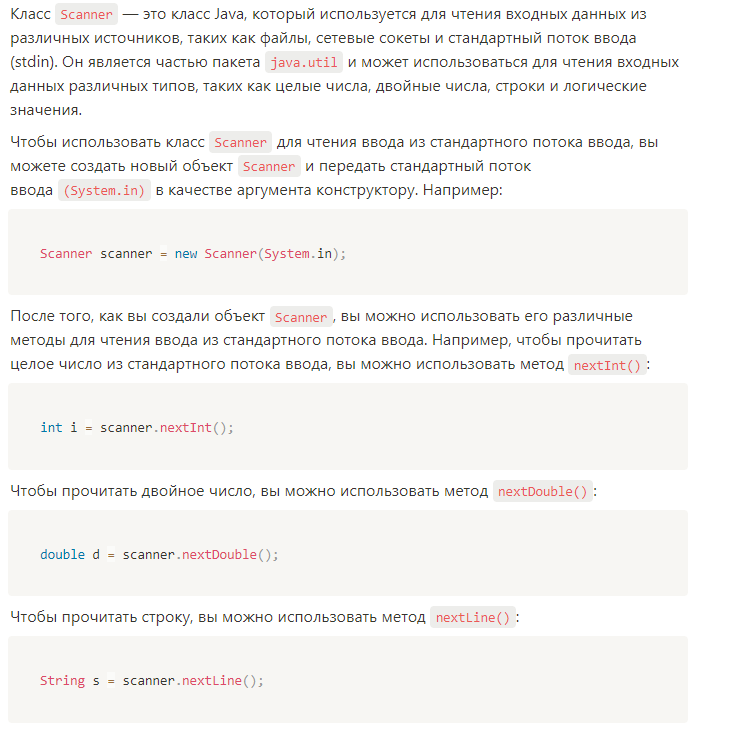 Класс Scanner — это класс Java, который используется для чтения входных данных из
различных источников, таких как файлы, сетевые сокеты и стандартный поток ввода
(stdin). Он является частью пакета java.util и может использоваться для чтения входных
данных различных типов, таких как целые числа, двойные числа, строки и логические
значения.
Чтобы использовать класс Scanner для чтения ввода из стандартного потока ввода, вы
можете создать новый объект Scanner и передать стандартный поток
ввода (System.in) в качестве аргумента конструктору. Например:
Scanner scanner = new Scanner(System.in);
После того, как вы создали объект Scanner, вы можно использовать его различные
методы для чтения ввода из стандартного потока ввода. Например, чтобы прочитать
целое число из стандартного потока ввода, вы можно использовать метод nextInt():
int i = scanner.nextInt();
Чтобы прочитать двойное число, вы можно использовать метод nextDouble():
double d = scanner.nextDouble();
Чтобы прочитать строку, вы можно использовать метод nextLine():
String s = scanner.nextLine();